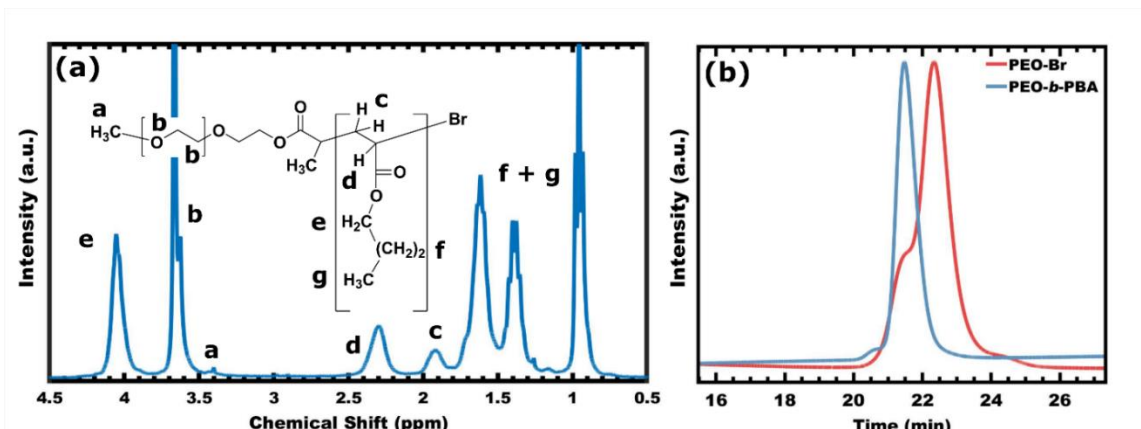 (a)
a
H₃C
b
O
b
O
O
O
H₃C
H
c
H
H
d
Br
O
O
e
H₂C
(CH₂)₂
f
g
H₃C
f + g
e
b
a
d
c
Intensity (a.u.)
4.5 4 3.5 3 2.5 2 1.5 1 0.5
Chemical Shift (ppm)
(b)
PEO-Br
PEO-b-PBA
Intensity (a.u.)
16 18 20 22 24 26
Time (min)